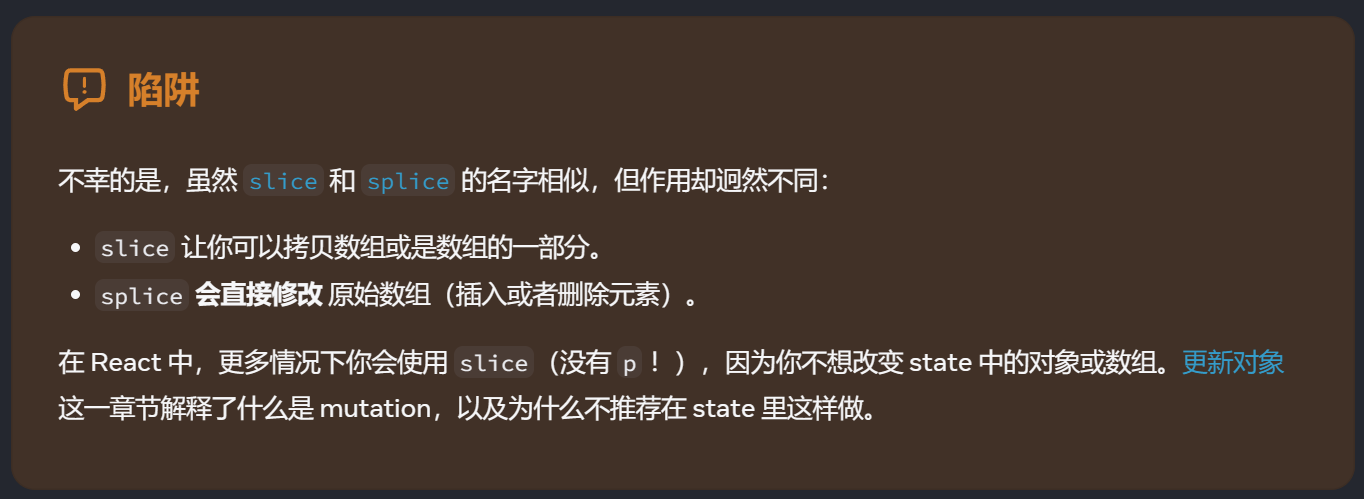 陷阱
不幸的是，虽然 slice 和 splice 的名字相似，但作用却迥然不同：
• slice 让你可以拷贝数组或是数组的一部分。
• splice 会直接修改 原始数组（插入或者删除元素）。
在 React 中，更多情况下你会使用 slice（没有 p ！），因为你不想改变 state 中的对象或数组。更新对象
这一章节解释了什么是 mutation，以及为什么不推荐在 state 里这样做。